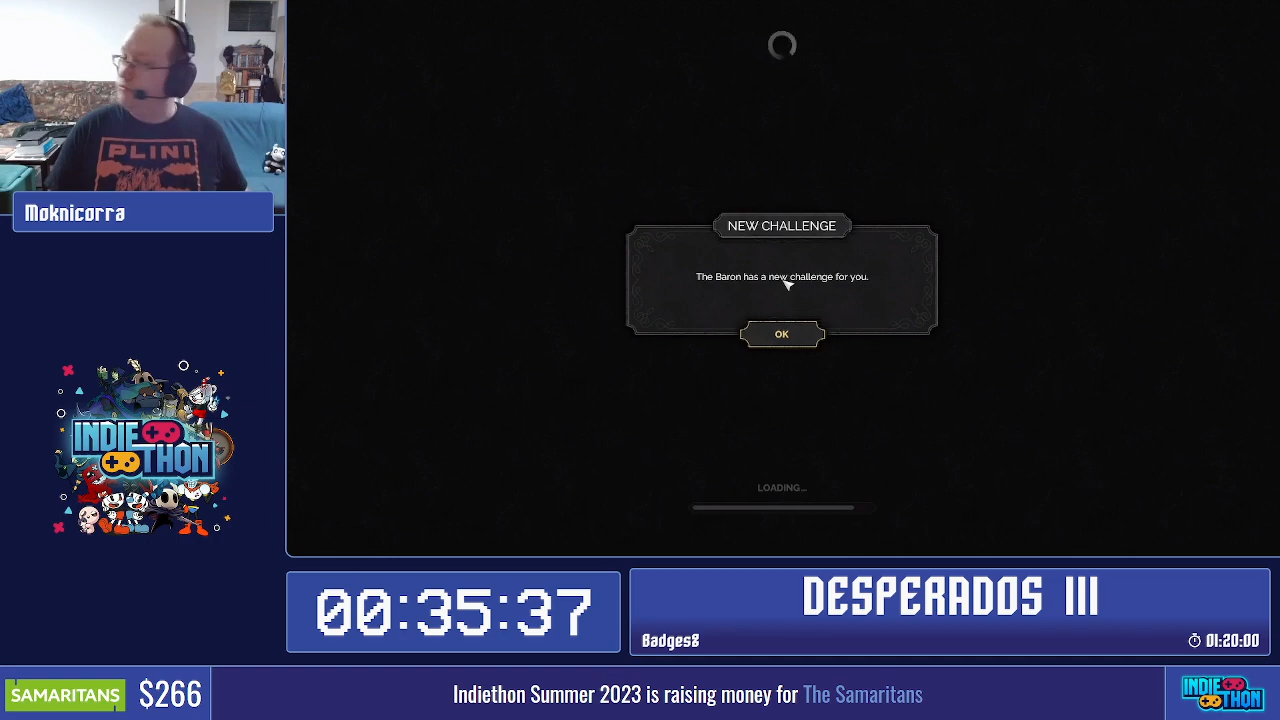 PLINI
Moknicorra
NEW CHALLENGE
The Baron has a new challenge for you.
OK
LOADING...
INDIE
THON
00:35:37
DESPERADOS III
Badges8
01:20:00
SAMARITANS
$266
Indiethon Summer 2023 is raising money for The Samaritans
INDIE
THON